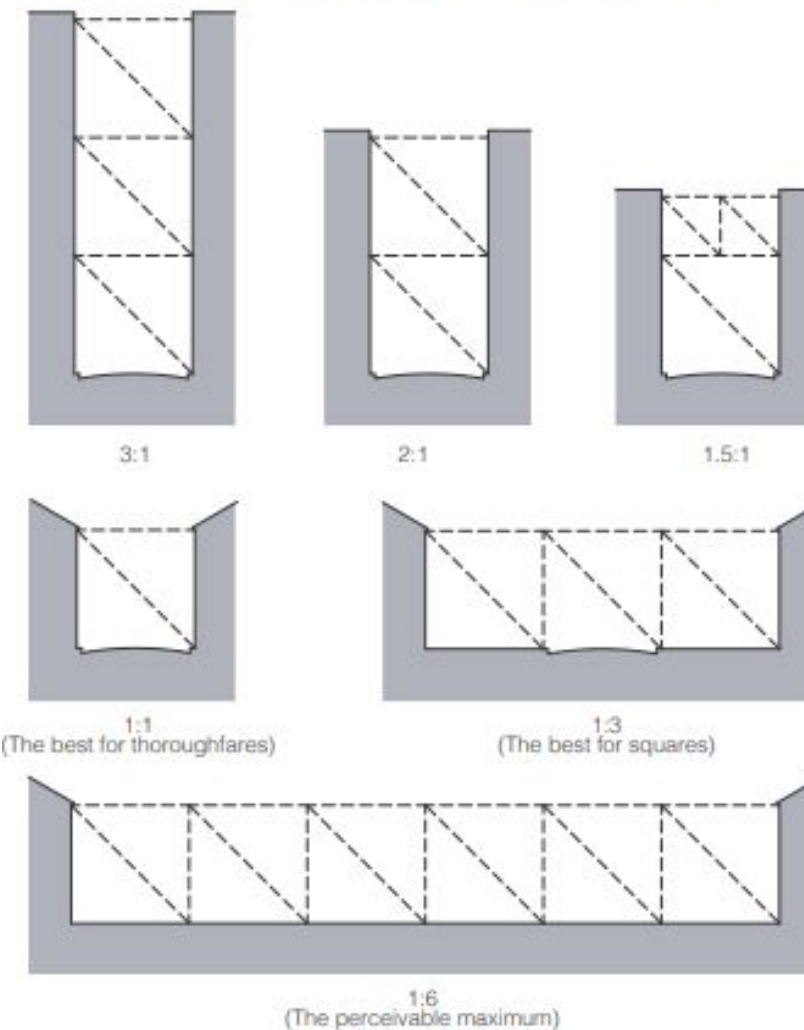 3:1
2:1
1.5:1
1:1
(The best for thoroughfares)
1:3
(The best for squares)
1:6
(The perceivable maximum)